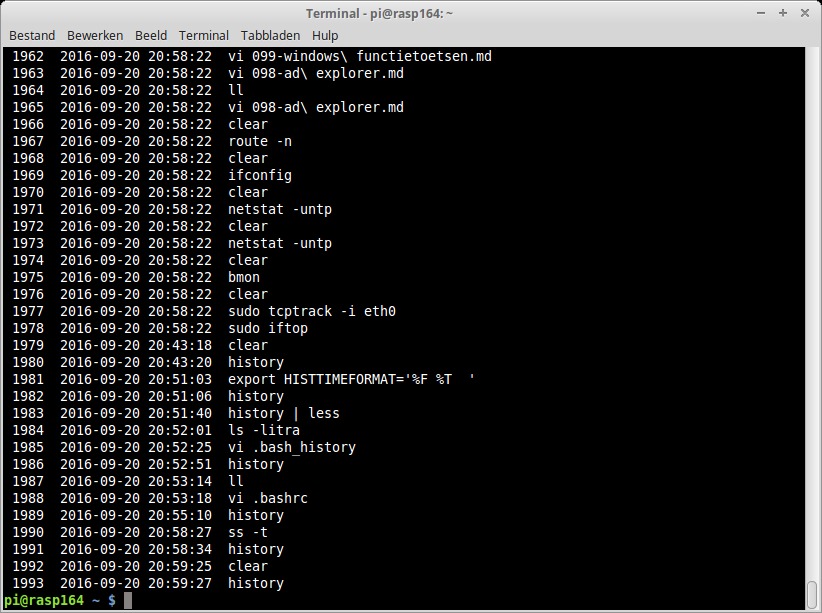 Terminal - pi@rasp164: ~
Bestand Bewerken Beeld Terminal Tabbladen Hulp
1962 2016-09-20 20:58:22 vi 099-windows\ functietoetsen.md
1963 2016-09-20 20:58:22 vi 098-ad\ explorer.md
1964 2016-09-20 20:58:22 ll
1965 2016-09-20 20:58:22 vi 098-ad\ explorer.md
1966 2016-09-20 20:58:22 clear
1967 2016-09-20 20:58:22 route -n
1968 2016-09-20 20:58:22 clear
1969 2016-09-20 20:58:22 ifconfig
1970 2016-09-20 20:58:22 clear
1971 2016-09-20 20:58:22 netstat -untp
1972 2016-09-20 20:58:22 clear
1973 2016-09-20 20:58:22 netstat -untp
1974 2016-09-20 20:58:22 clear
1975 2016-09-20 20:58:22 bmon
1976 2016-09-20 20:58:22 clear
1977 2016-09-20 20:58:22 sudo tcptrack -i eth0
1978 2016-09-20 20:58:22 sudo iftop
1979 2016-09-20 20:43:18 clear
1980 2016-09-20 20:43:20 history
1981 2016-09-20 20:51:03 export HISTTIMEFORMAT='%F %T  '
1982 2016-09-20 20:51:06 history
1983 2016-09-20 20:51:40 history | less
1984 2016-09-20 20:52:01 ls -litra
1985 2016-09-20 20:52:25 vi .bash_history
1986 2016-09-20 20:52:51 history
1987 2016-09-20 20:53:14 ll
1988 2016-09-20 20:53:18 vi .bashrc
1989 2016-09-20 20:55:10 history
1990 2016-09-20 20:58:27 ss -t
1991 2016-09-20 20:58:34 history
1992 2016-09-20 20:59:25 clear
1993 2016-09-20 20:59:27 history
pi@rasp164 ~ $